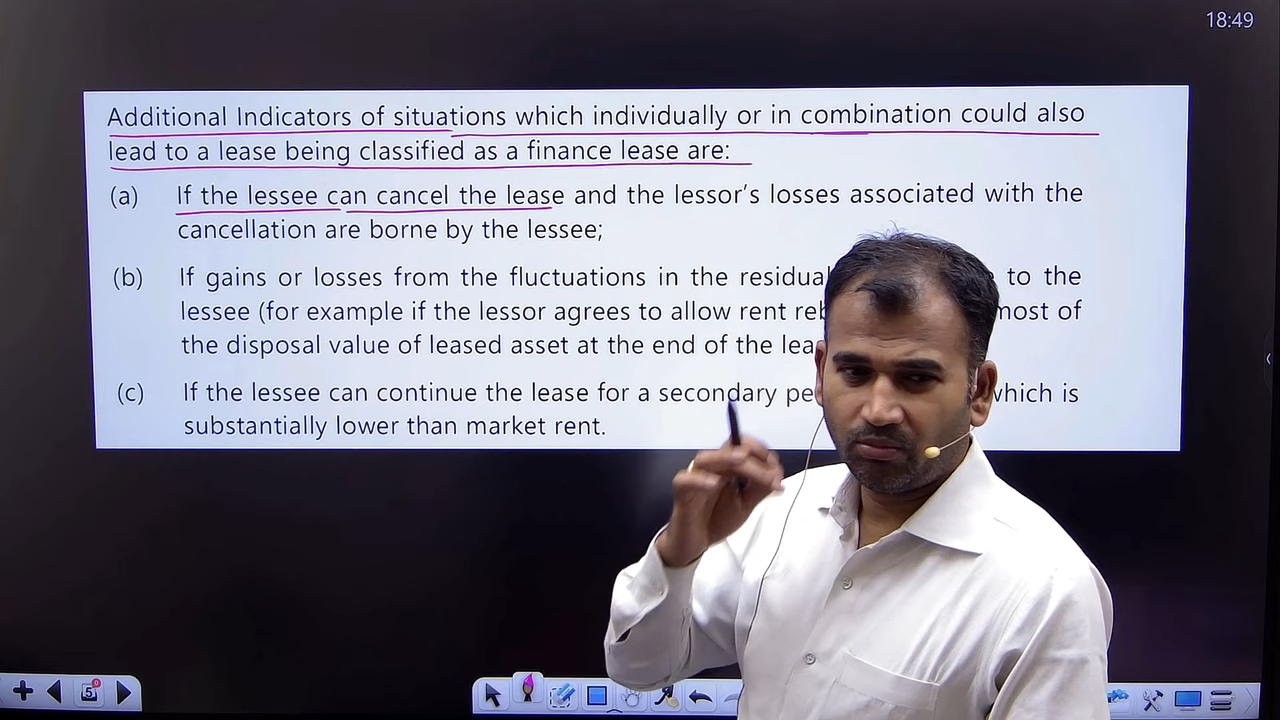 18:49
Additional Indicators of situations which individually or in combination could also
lead to a lease being classified as a finance lease are:
(a) If the lessee can cancel the lease and the lessor's losses associated with the
cancellation are borne by the lessee;
(b) If gains or losses from the fluctuations in the residual to the
lessee (for example if the lessor agrees to allow rent most of
the disposal value of leased asset at the end of the
(c) If the lessee can continue the lease for a secondary which is
substantially lower than market rent.
5